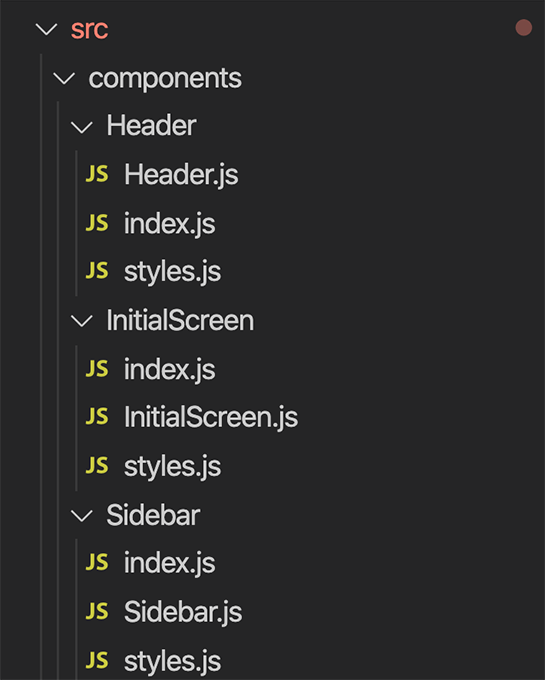 src
components
Header
JS Header.js
JS index.js
JS styles.js
InitialScreen
JS index.js
JS InitialScreen.js
JS styles.js
Sidebar
JS index.js
JS Sidebar.js
JS styles.js